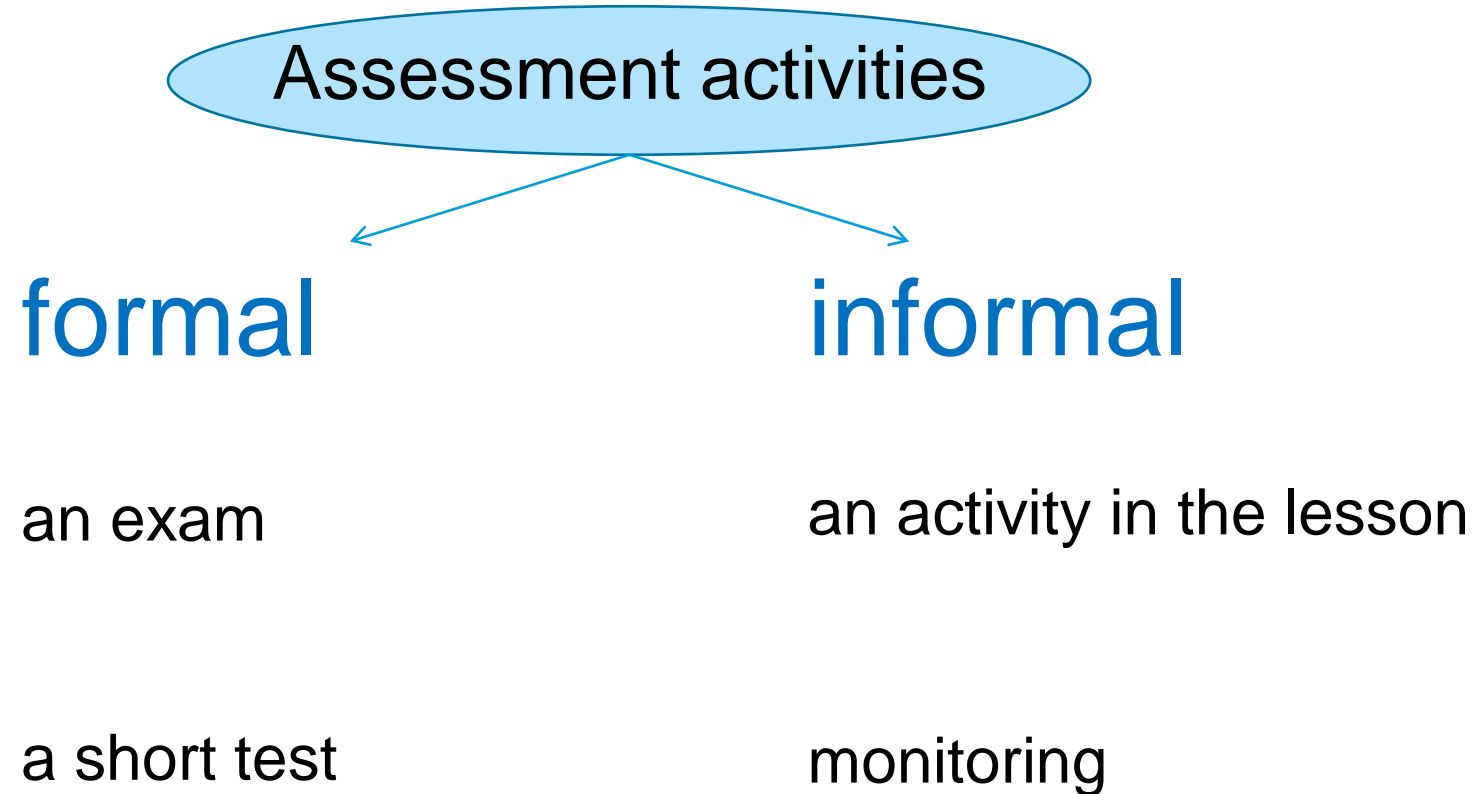 Assessment activities
formal
informal
an exam
an activity in the lesson
a short test
monitoring